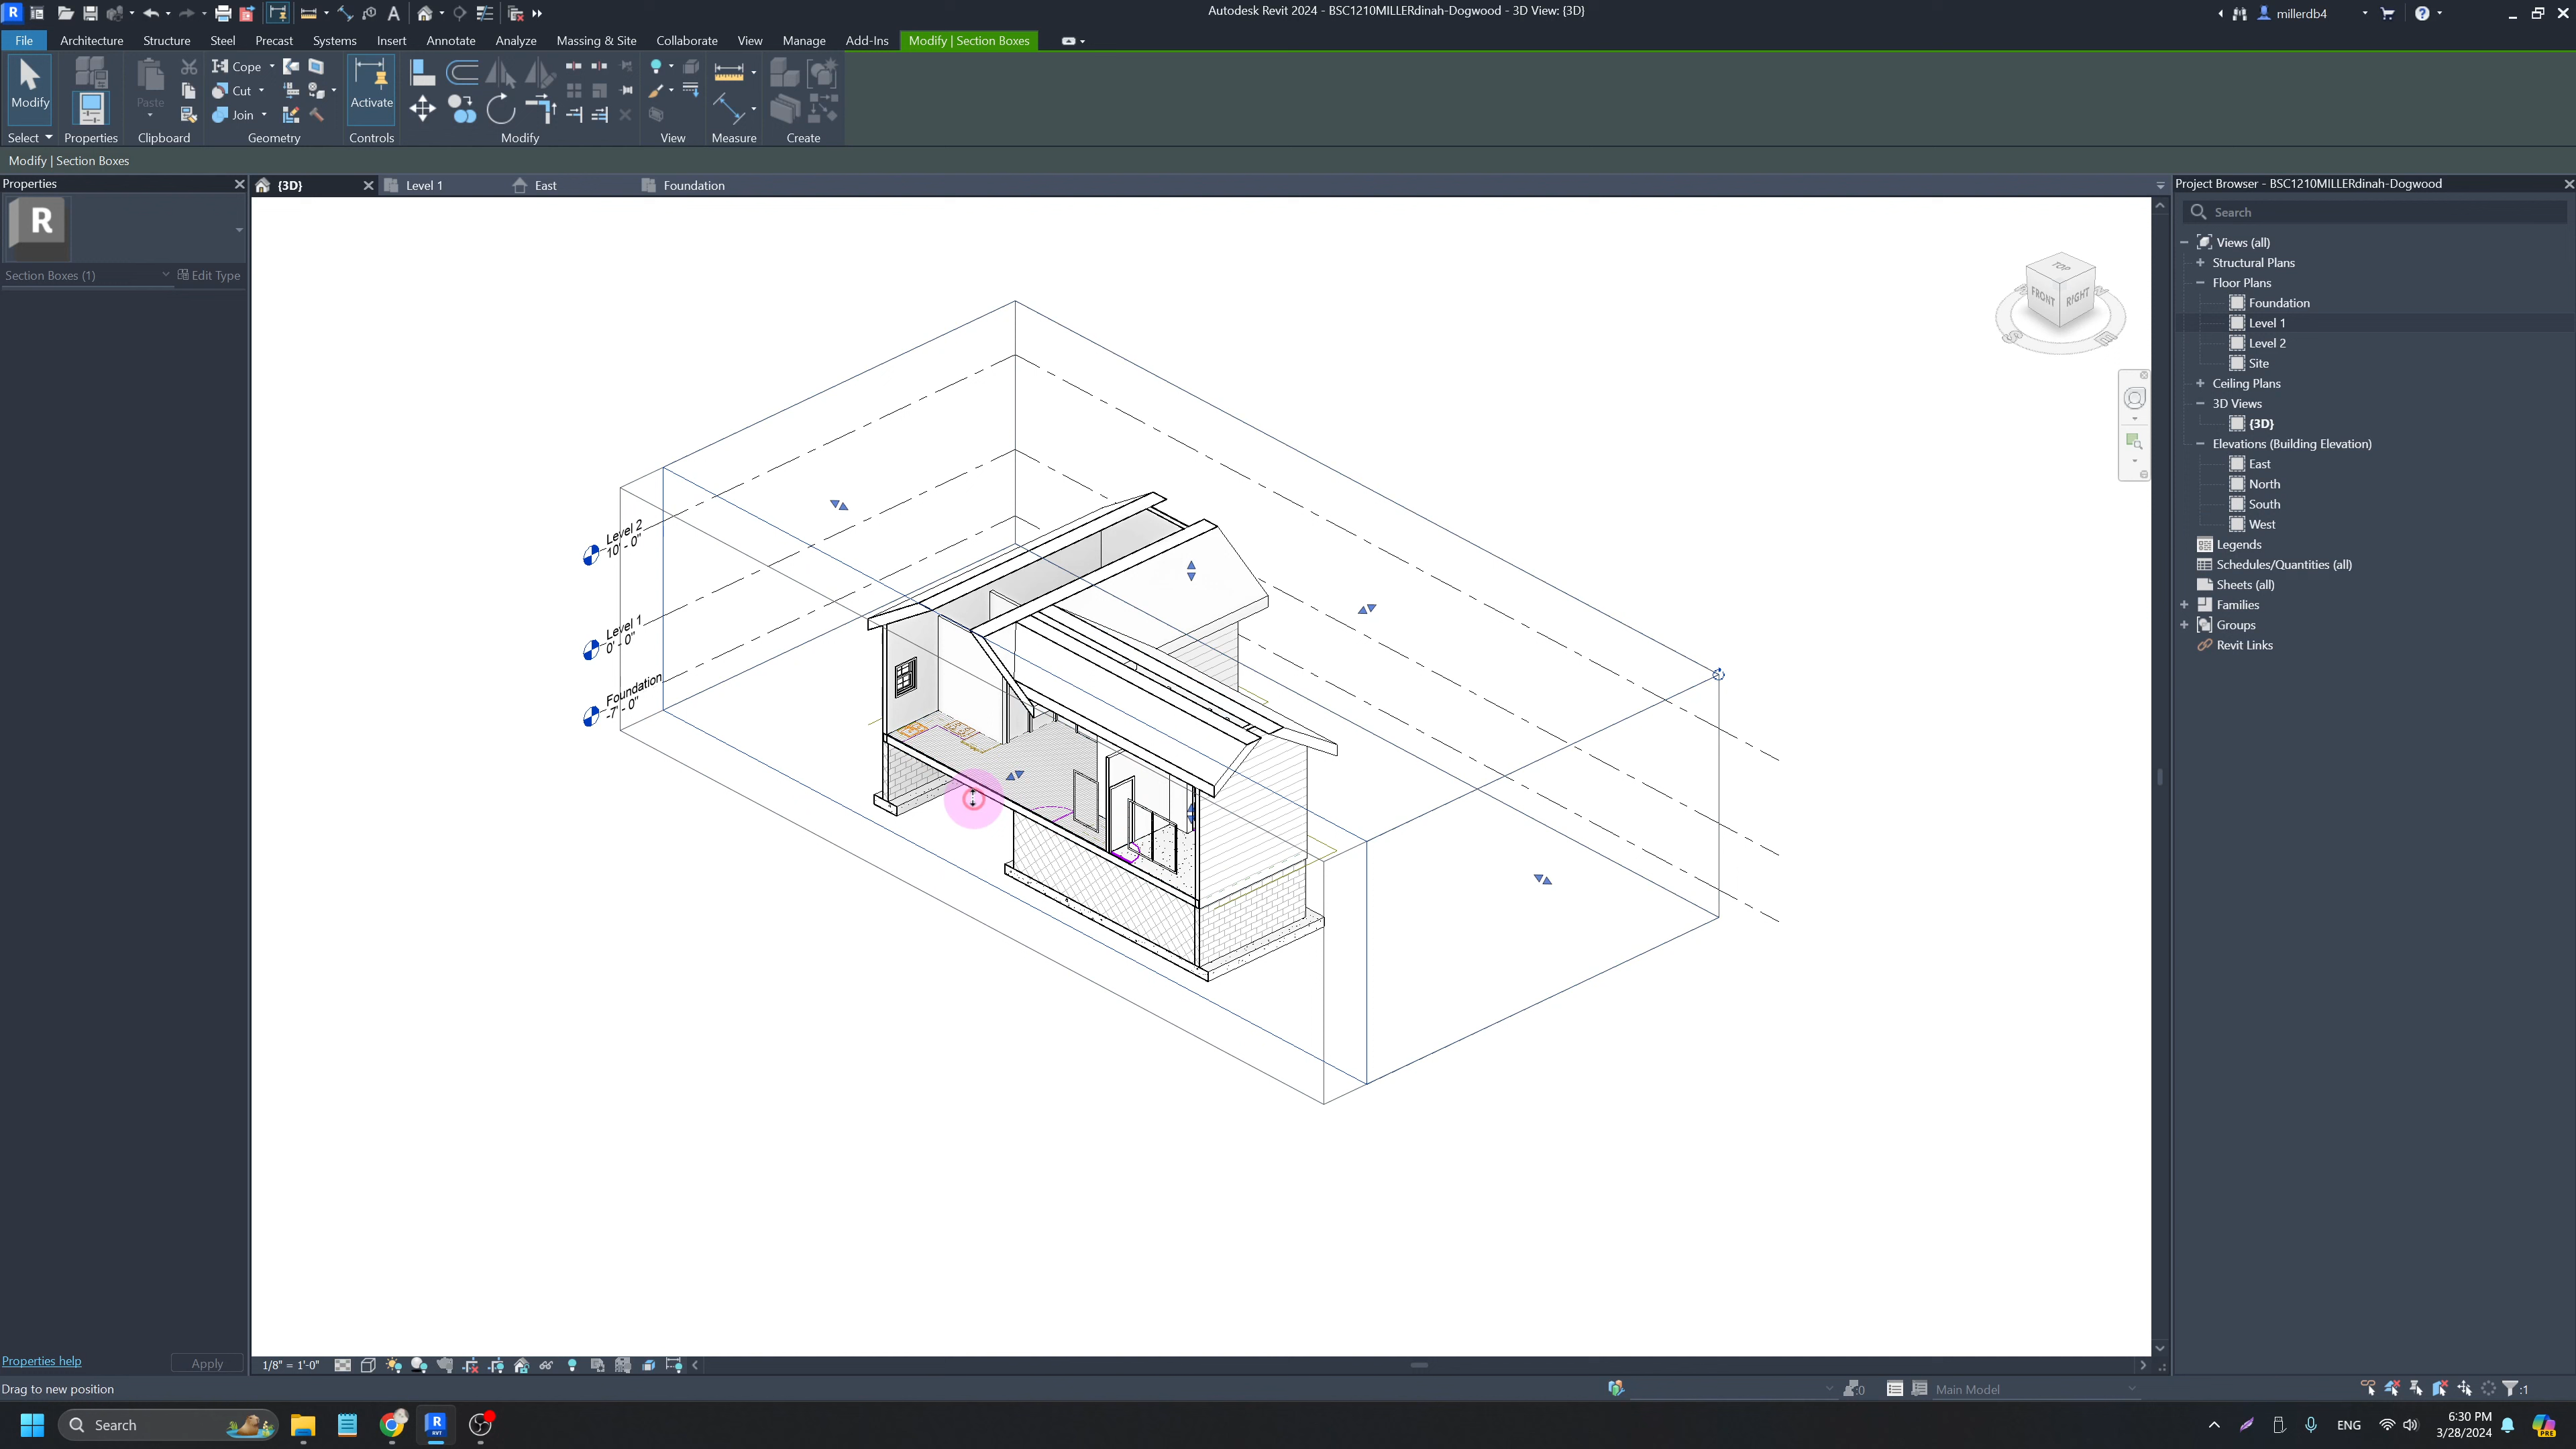 Autodesk Revit 2024 - BSC1210MILLERdinah-Dogwood - 3D View: {3D}
millerdb4
File Architecture Structure Steel Precast Systems Insert Annotate Analyze Massing & Site Collaborate View Manage Add-Ins Modify | Section Boxes
Modify
Paste
Cope
Cut
Join
Activate
Select Properties Clipboard Geometry Controls Modify View Measure Create
Modify | Section Boxes
Properties
{3D} Level 1 East Foundation
R
Section Boxes (1) Edit Type
Level 2
10' - 0"
Level 1
0' - 0"
Foundation
-7' - 0"
TOP
FRONT
RIGHT
Project Browser - BSC1210MILLERdinah-Dogwood
Search
Views (all)
Structural Plans
Floor Plans
Foundation
Level 1
Level 2
Site
Ceiling Plans
3D Views
{3D}
Elevations (Building Elevation)
East
North
South
West
Legends
Schedules/Quantities (all)
Sheets (all)
Families
Groups
Revit Links
Properties help
Apply
1/8" = 1'-0"
Drag to new position
:0
Main Model
:1
Search
ENG
6:30 PM
3/28/2024
PRE